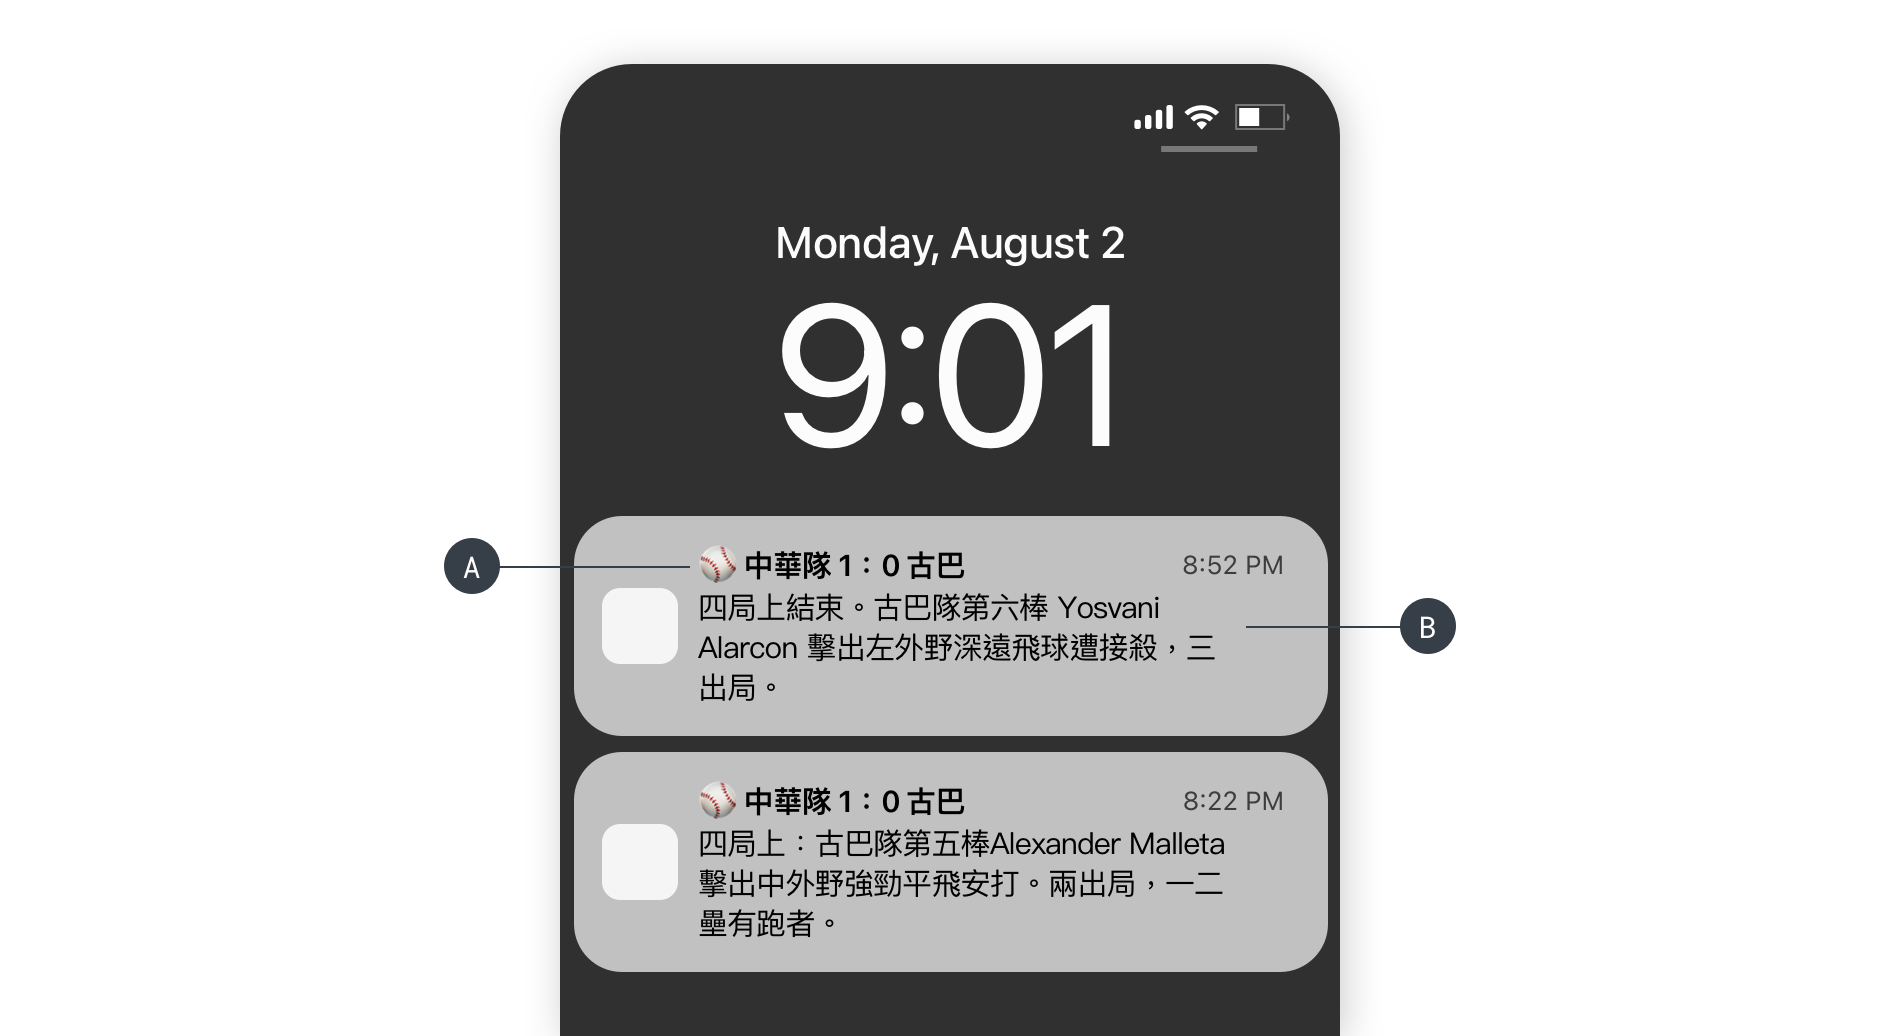 Monday, August 2
9:01
A
⚾ 中華隊 1：0 古巴
8:52 PM
四局上結束。古巴隊第六棒 Yosvani
Alarcon 擊出左外野深遠飛球遭接殺，三
出局。
B
⚾ 中華隊 1：0 古巴
8:22 PM
四局上：古巴隊第五棒Alexander Malleta
擊出中外野強勁平飛安打。兩出局，一二
壘有跑者。